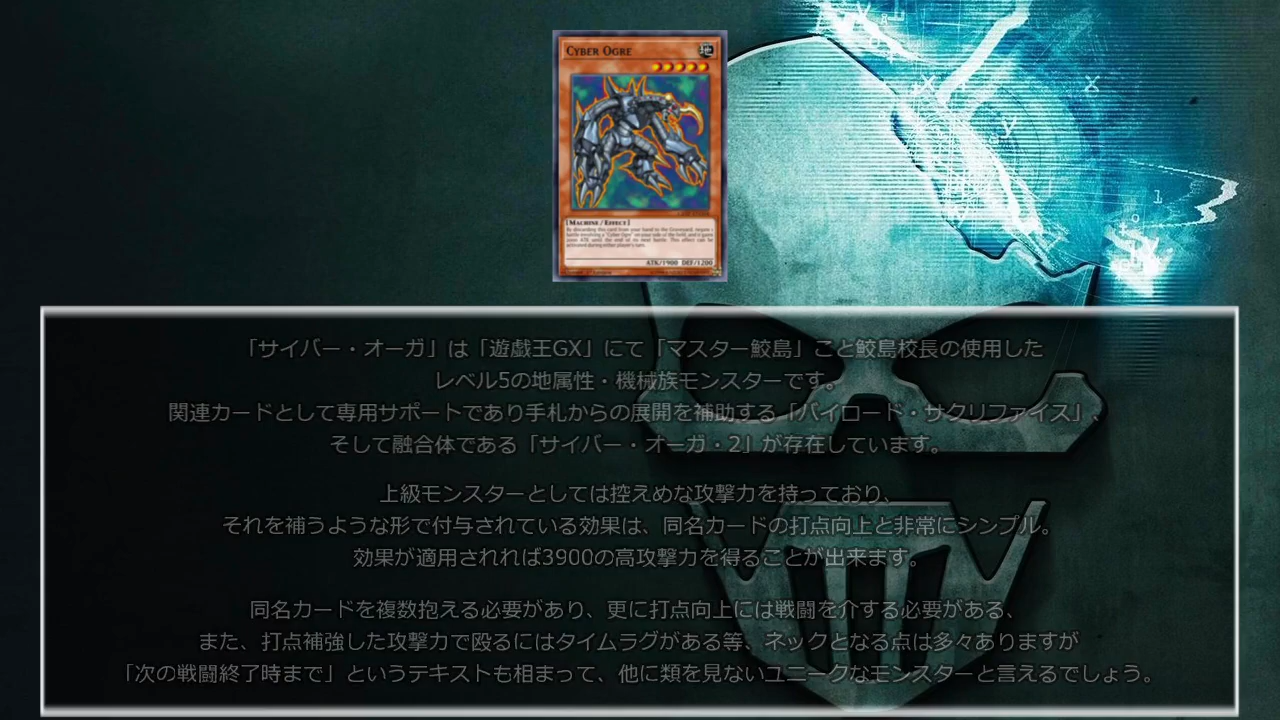 CYBER OGRE
地
[MACHINE/EFFECT]
ATK/1900 DEF/1200
「サイバー・オーガ」は「遊戯王GX」にて「マスター鮫島」こと鮫島校長の使用した
レベル5の地属性・機械族モンスターです。
関連カードとして専用サポートであり手札からの展開を補助する「パイロード・サクリファイス」、
そして融合体である「サイバー・オーガ・2」が存在しています。
上級モンスターとしては控えめな攻撃力を持っており、
それを補うような形で付与されている効果は、同名カードの打点向上と非常にシンプル。
効果が適用されれば3900の高攻撃力を得ることが出来ます。
同名カードを複数抱える必要があり、更に打点向上には戦闘を介する必要がある、
また、打点補強した攻撃力で殴るにはタイムラグがある等、ネックとなる点は多々ありますが
「次の戦闘終了時まで」というテキストも相まって、他に類を見ないユニークなモンスターと言えるでしょう。